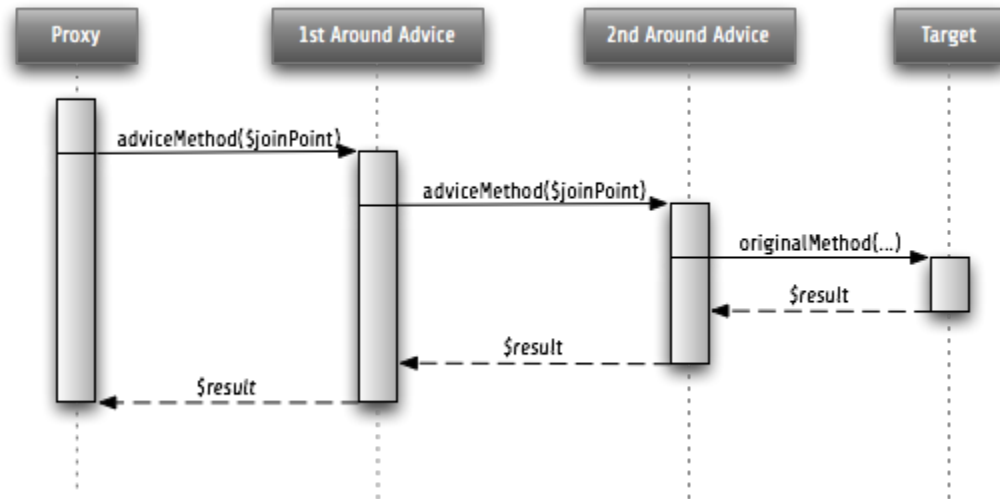 Proxy
1st Around Advice
2nd Around Advice
Target
adviceMethod($joinPoint)
adviceMethod($joinPoint)
originalMethod(...)
$result
$result
$result